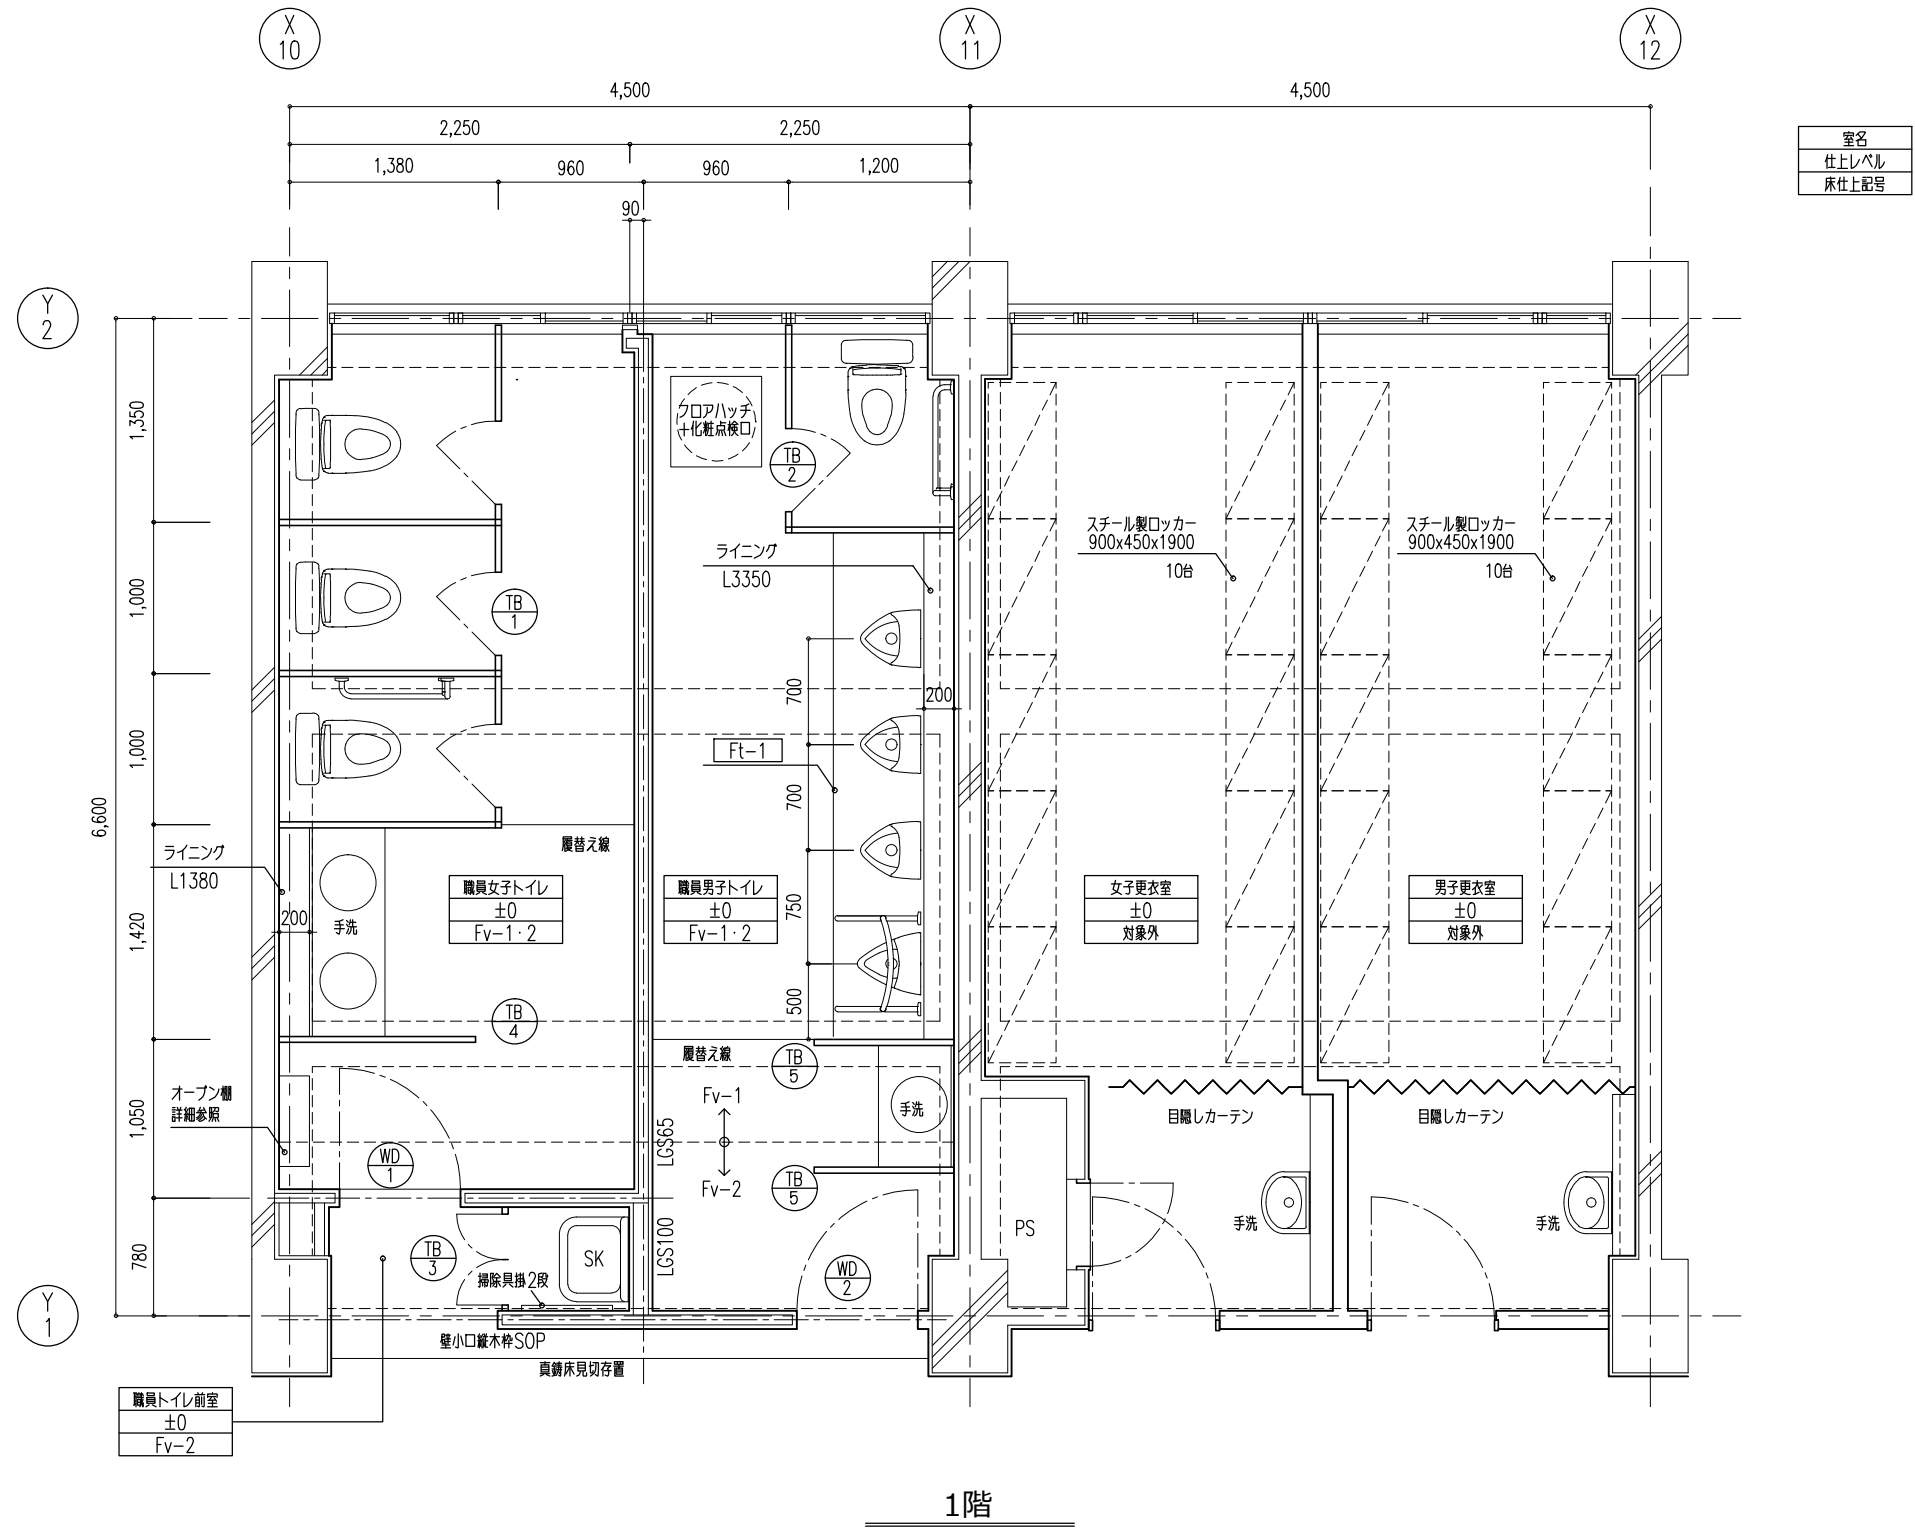 X
10
X
11
X
12
4,500
4,500
2,250
2,250
1,380
960
960
1,200
90
室名
仕上レベル
床仕上記号
Y
2
フロアハッチ
+化粧点検口
TB
2
1,350
スチール製ロッカー
900x450x1900
10台
スチール製ロッカー
900x450x1900
10台
ライニング
L3350
1,000
TB
1
700
200
1,000
Ft-1
700
6,600
履替え線
ライニング
L1380
200
手洗
職員女子トイレ
±0
Fv-1・2
職員男子トイレ
±0
Fv-1・2
750
女子更衣室
±0
対象外
男子更衣室
±0
対象外
1,420
500
TB
4
履替え線
TB
5
オープン棚
詳細参照
1,050
Fv-1
手洗
目隠しカーテン
目隠しカーテン
LGS65
WD
1
Fv-2
TB
5
780
TB
3
SK
LGS100
掃除具掛2段
WD
2
PS
手洗
手洗
Y
1
壁小口縦木枠SOP
真鍮床見切存置
職員トイレ前室
±0
Fv-2
1階